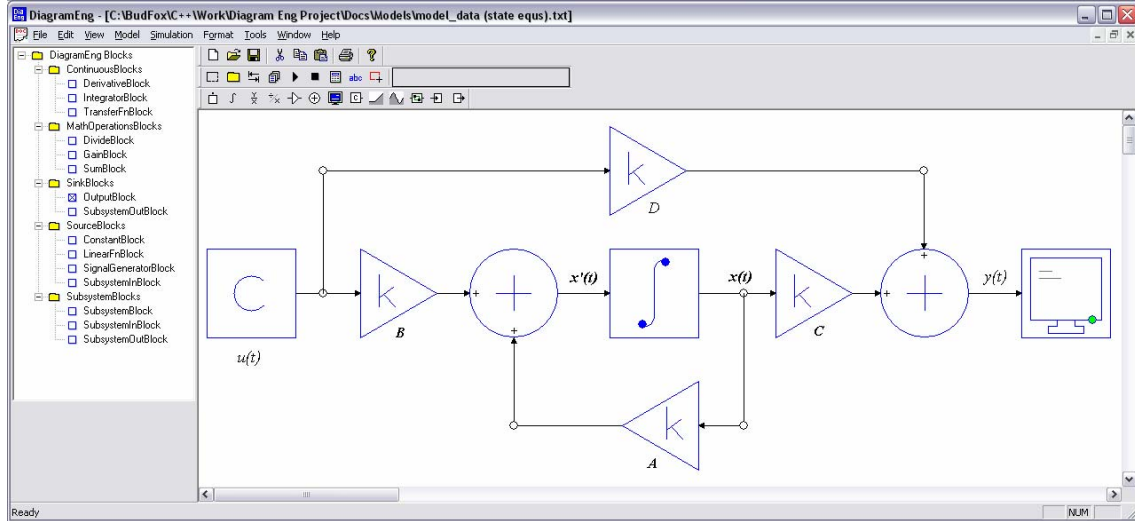 DiagramEng - [C:\BudFox\C++\Work\Diagram Eng Project\Docs\Models\model_data (state equs).txt]
File Edit View Model Simulation Format Tools Window Help
DiagramEng Blocks
ContinuousBlocks
DerivativeBlock
IntegratorBlock
TransferFnBlock
MathOperationsBlocks
DivideBlock
GainBlock
SumBlock
SinkBlocks
OutputBlock
SubsystemOutBlock
SourceBlocks
ConstantBlock
LinearFnBlock
SignalGeneratorBlock
SubsystemInBlock
SubsystemBlocks
SubsystemBlock
SubsystemInBlock
SubsystemOutBlock
abc
k
D
C
u(t)
k
B
+
+
x'(t)
∫
x(t)
k
C
+
+
y(t)
k
A
Ready
NUM